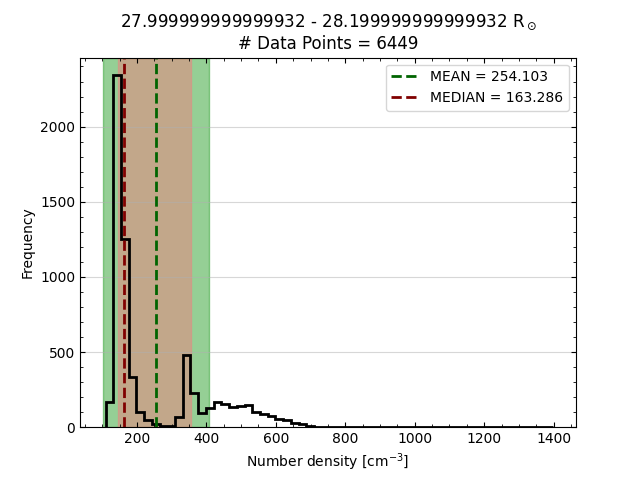 27.999999999999932 - 28.199999999999932 R⊙
# Data Points = 6449
MEAN = 254.103
MEDIAN = 163.286
2000
1500
1000
500
0
Frequency
200 400 600 800 1000 1200 1400
Number density [cm⁻³]